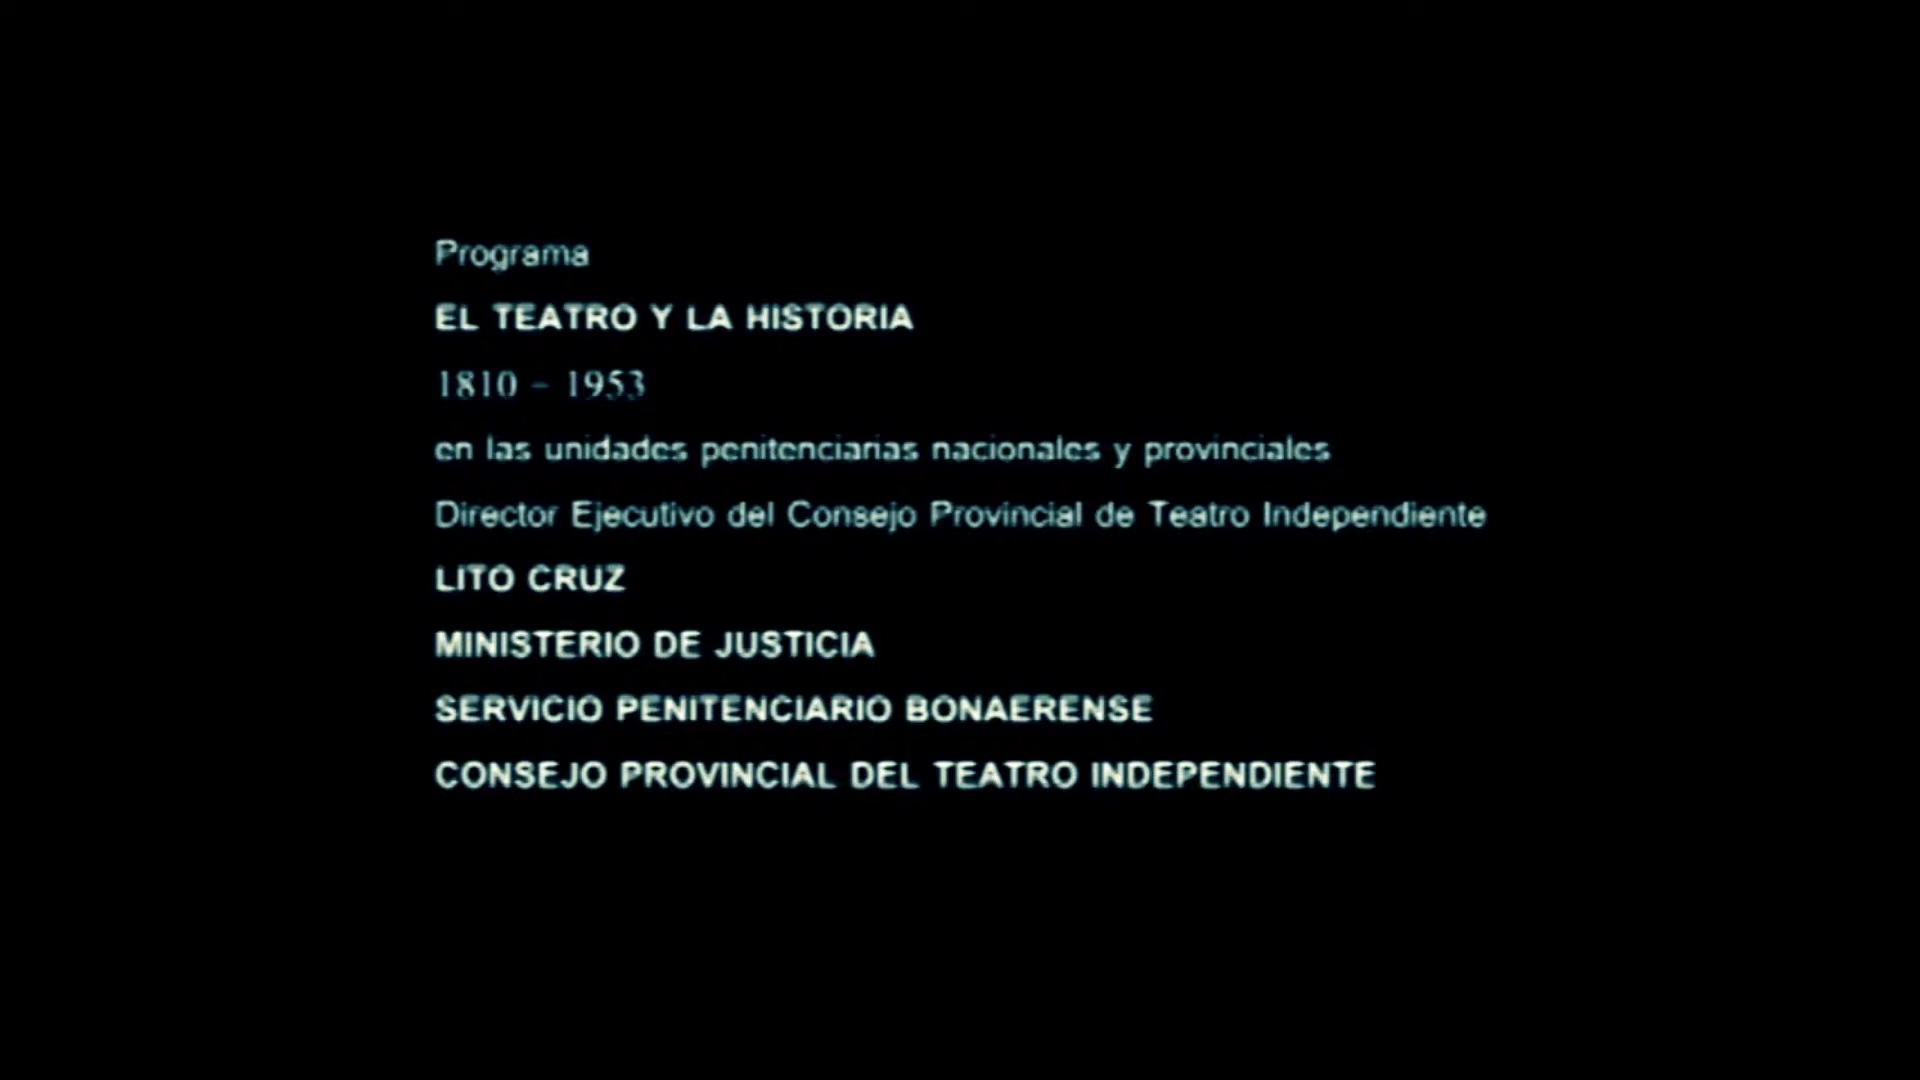 Programa
EL TEATRO Y LA HISTORIA
1810 - 1953
en las unidades penitenciarias nacionales y provinciales
Director Ejecutivo del Consejo Provincial de Teatro Independiente
LITO CRUZ
MINISTERIO DE JUSTICIA
SERVICIO PENITENCIARIO BONAERENSE
CONSEJO PROVINCIAL DEL TEATRO INDEPENDIENTE